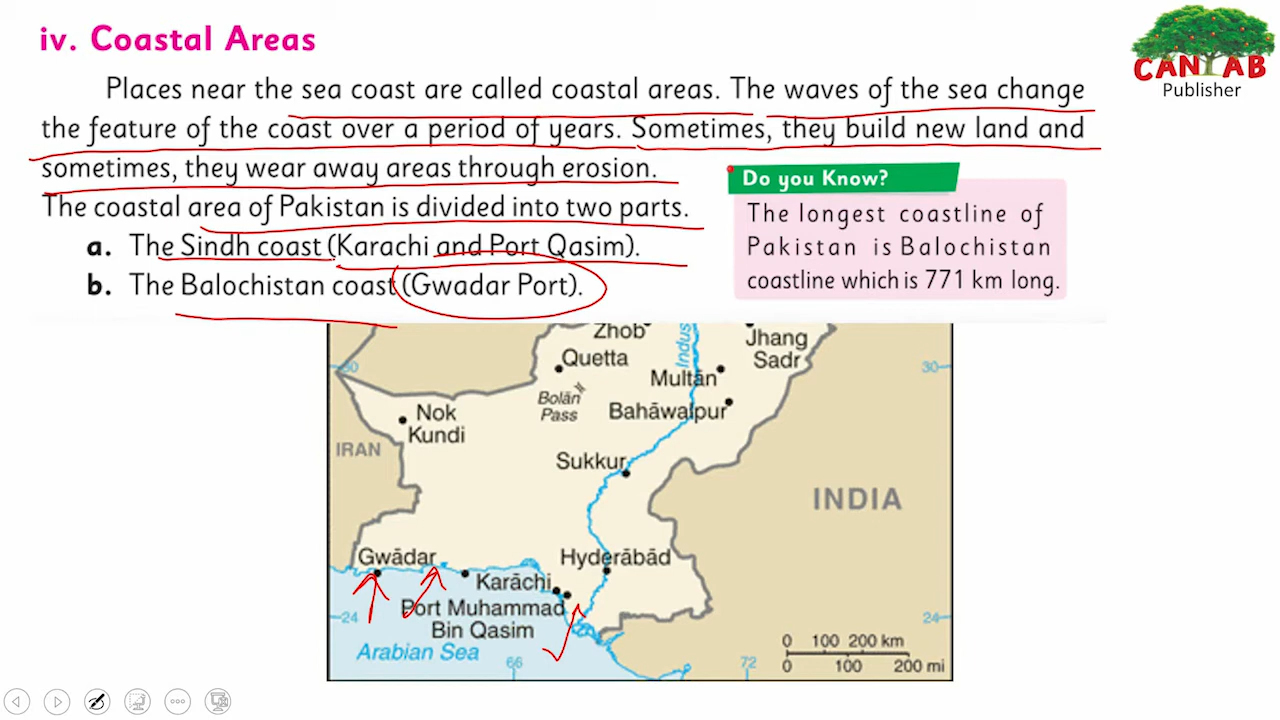 iv. Coastal Areas
CANTAB
Publisher
Places near the sea coast are called coastal areas. The waves of the sea change
the feature of the coast over a period of years. Sometimes, they build new land and
sometimes, they wear away areas through erosion.
The coastal area of Pakistan is divided into two parts.
a. The Sindh coast (Karachi and Port Qasim).
b. The Balochistan coast (Gwadar Port).
Do you Know?
The longest coastline of
Pakistan is Balochistan
coastline which is 771 km long.
Zhob
Indus
Jhang
Sadr
Quetta
30
30
Multān
Bolān
Pass
Bahāwalpur
Nok
Kundi
IRAN
Sukkur
INDIA
Gwādar
Hyderābād
Karāchi
Port Muhammad
Bin Qasim
24
24
Arabian Sea
66
72
0 100 200 km
0 100 200 mi